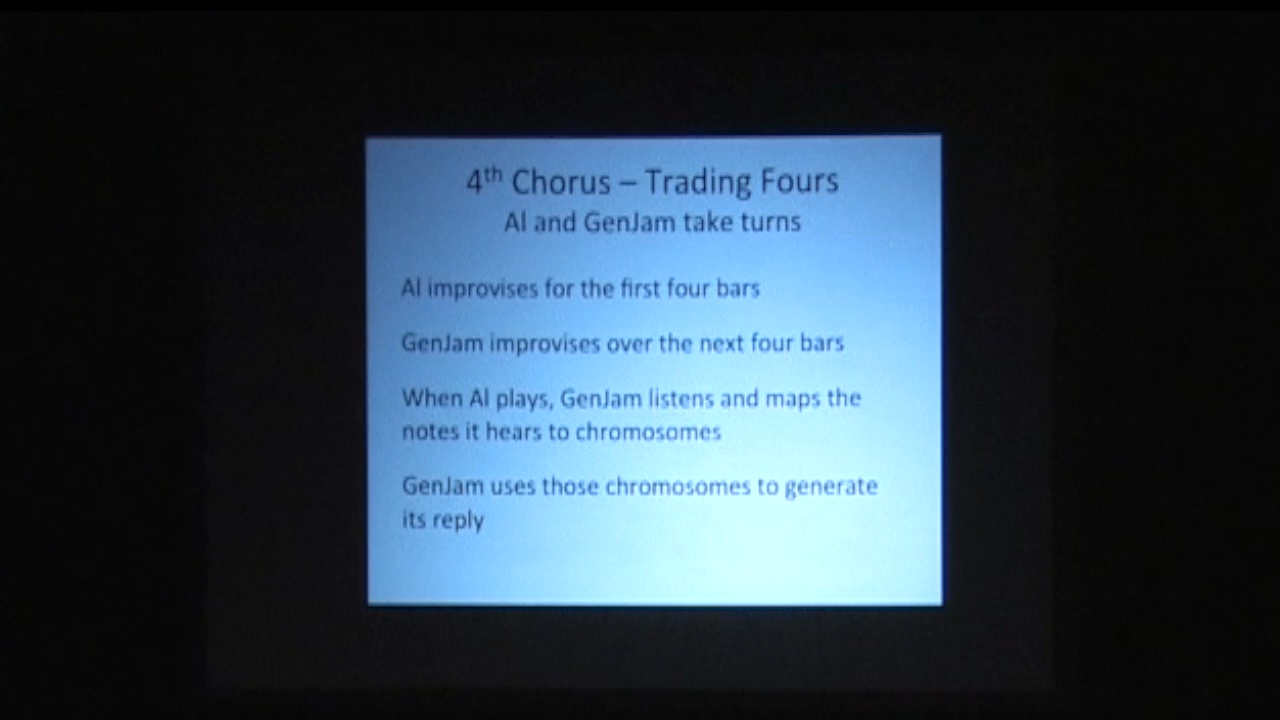 4th Chorus – Trading Fours
Al and GenJam take turns
Al improvises for the first four bars
GenJam improvises over the next four bars
When Al plays, GenJam listens and maps the
notes it hears to chromosomes
GenJam uses those chromosomes to generate
its reply